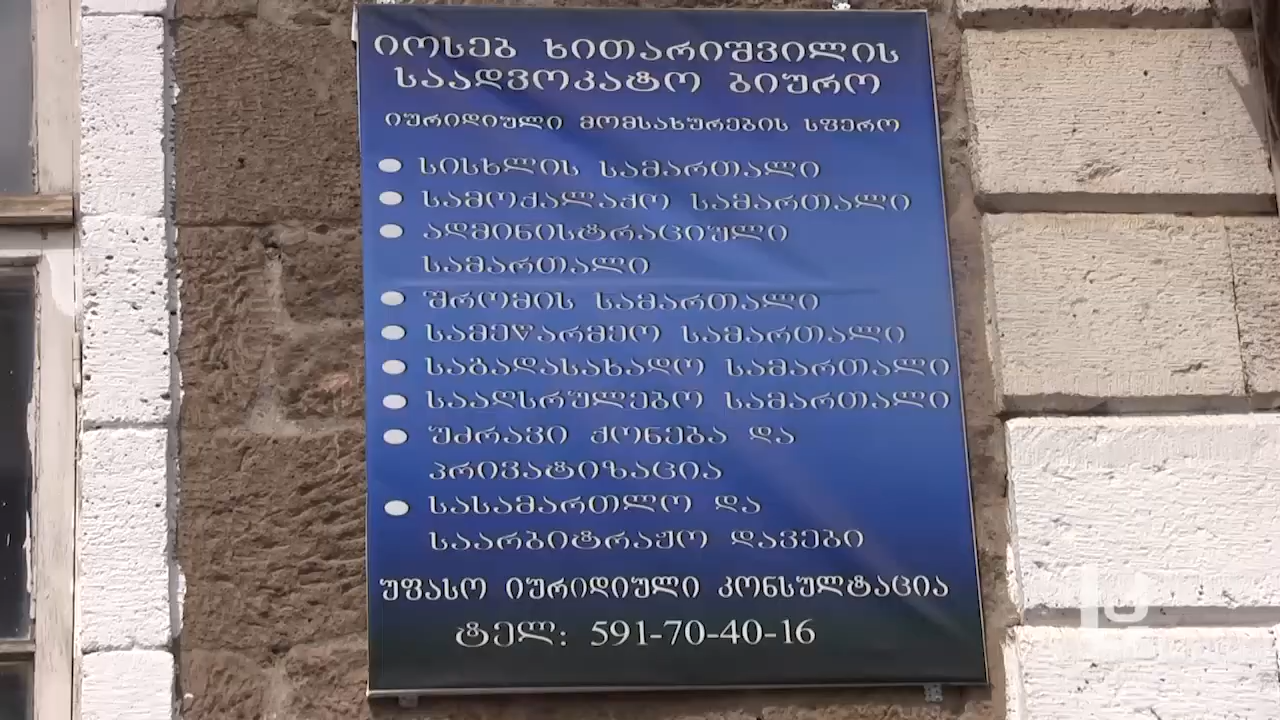 იოსებ ხითარიშვილის
საადვოკატო ბიურო
იურიდიული მომსახურების სფერო
● სისხლის სამართალი
● სამოქალაქო სამართალი
● ადმინისტრაციული
სამართალი
● შრომის სამართალი
● სამეწარმეო სამართალი
● საგადასახადო სამართალი
● სააღსრულებო სამართალი
● უძრავი ქონება და
პრივატიზაცია
● სასამართლო და
საარბიტრაჟო დავები
უფასო იურიდიული კონსულტაცია
ტელ: 591-70-40-16